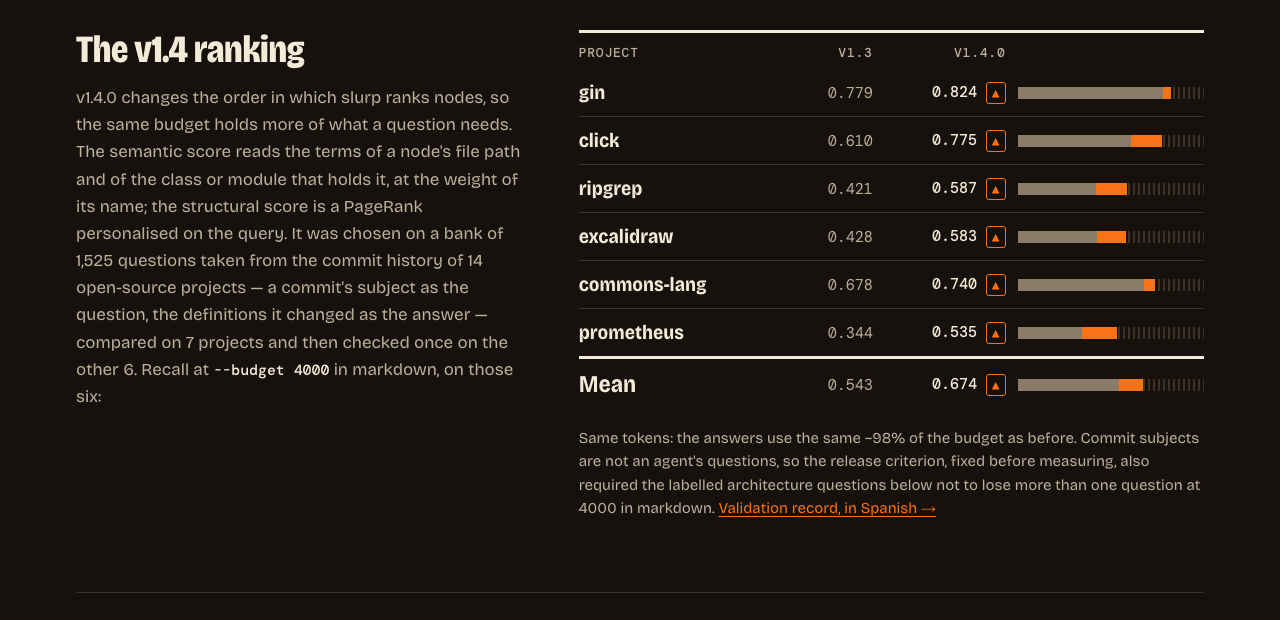 The v1.4 ranking
v1.4.0 changes the order in which slurp ranks nodes, so
the same budget holds more of what a question needs.
The semantic score reads the terms of a node's file path
and of the class or module that holds it, at the weight of
its name; the structural score is a PageRank
personalised on the query. It was chosen on a bank of
1,525 questions taken from the commit history of 14
open-source projects — a commit's subject as the
question, the definitions it changed as the answer —
compared on 7 projects and then checked once on the
other 6. Recall at --budget 4000 in markdown, on those
six:
PROJECT V1.3 V1.4.0
gin 0.779 0.824 ▲
click 0.610 0.775 ▲
ripgrep 0.421 0.587 ▲
excalidraw 0.428 0.583 ▲
commons-lang 0.678 0.740 ▲
prometheus 0.344 0.535 ▲
Mean 0.543 0.674 ▲
Same tokens: the answers use the same ~98% of the budget as before. Commit subjects
are not an agent's questions, so the release criterion, fixed before measuring, also
required the labelled architecture questions below not to lose more than one question at
4000 in markdown. Validation record, in Spanish →